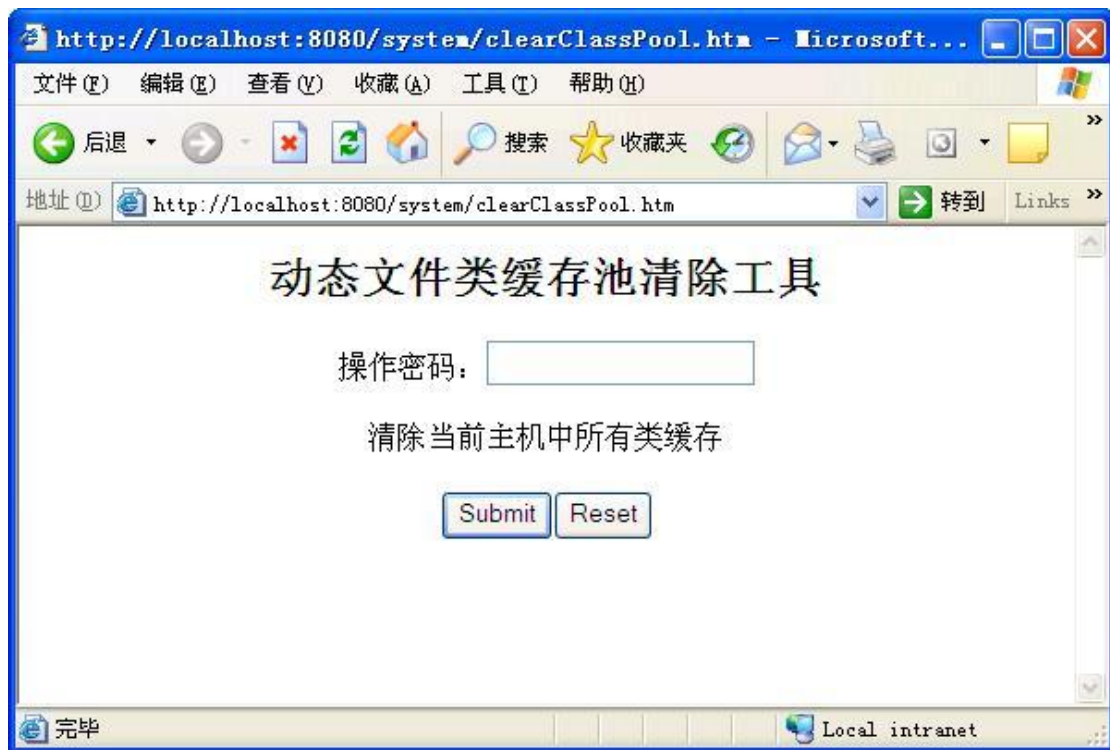 http://localhost:8080/system/clearClassPool.htm - Microsoft...
文件(F) 编辑(E) 查看(V) 收藏(A) 工具(T) 帮助(H)
后退 搜索 收藏夹 »
地址(D) http://localhost:8080/system/clearClassPool.htm 转到 Links »
动态文件类缓存池清除工具
操作密码：
清除当前主机中所有类缓存
Submit Reset
完毕 Local intranet